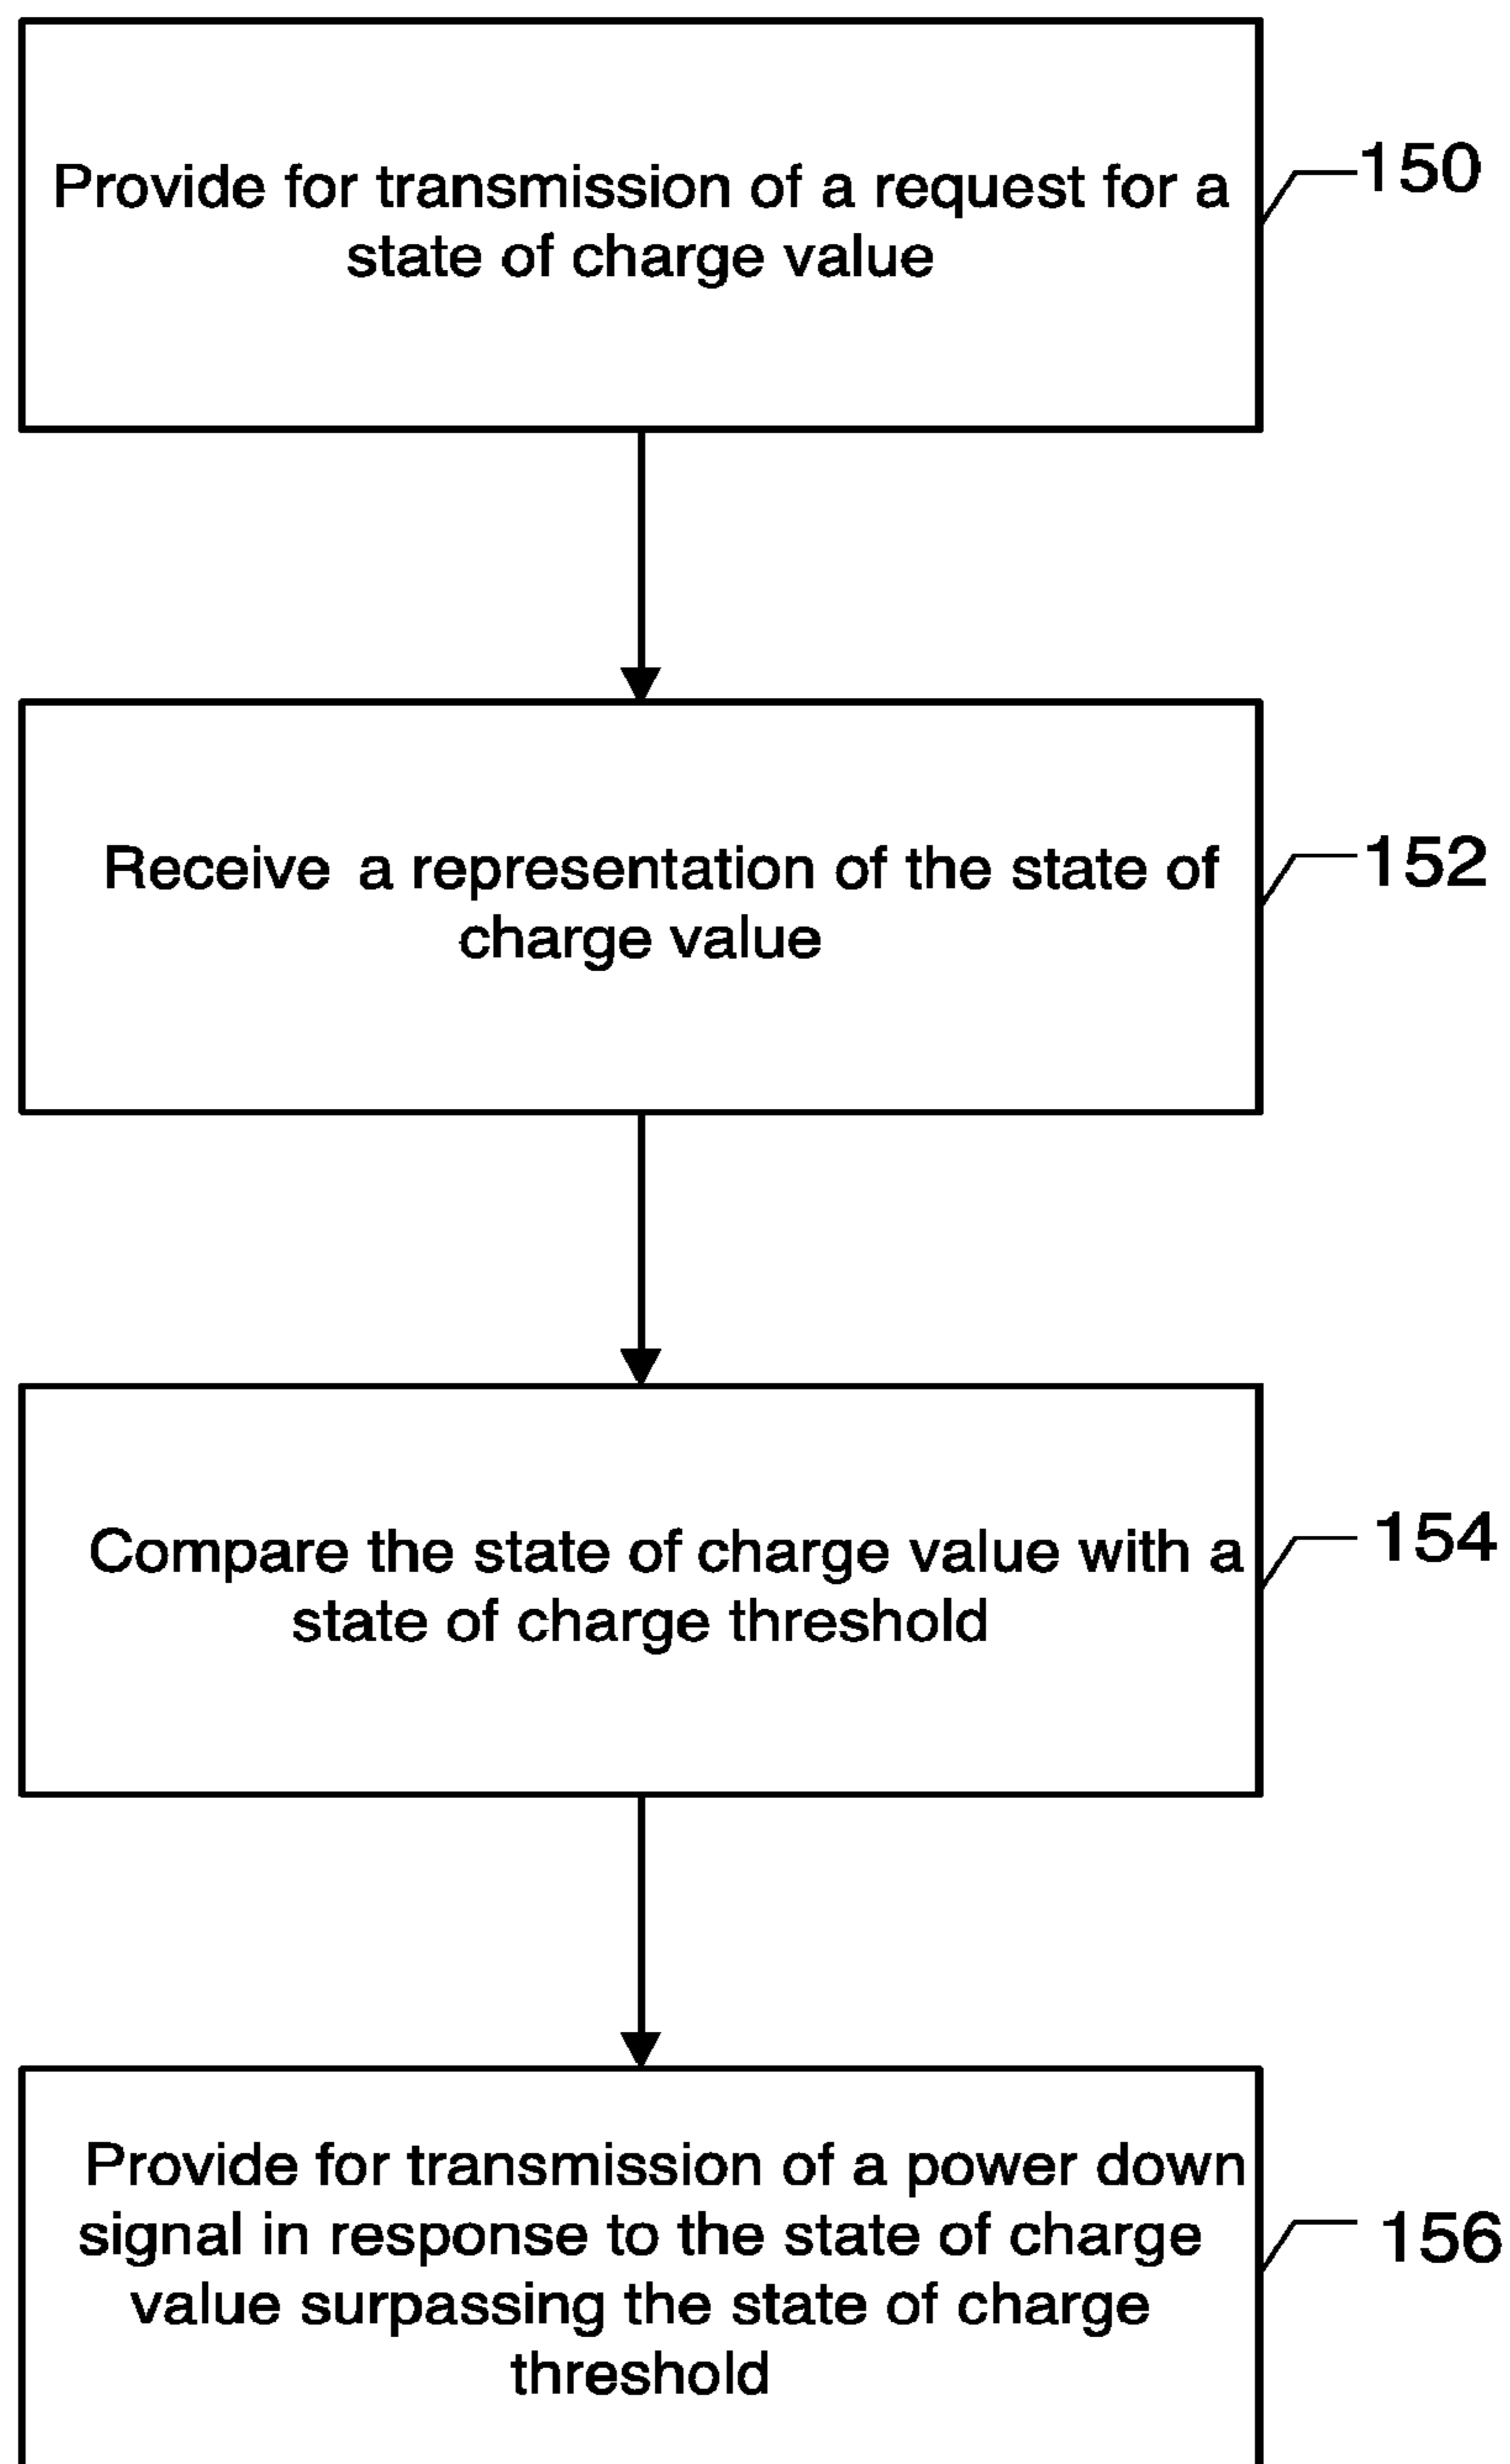 Provide for transmission of a request for a
state of charge value
150
Receive a representation of the state of
charge value
152
Compare the state of charge value with a
state of charge threshold
154
Provide for transmission of a power down
signal in response to the state of charge
value surpassing the state of charge
threshold
156